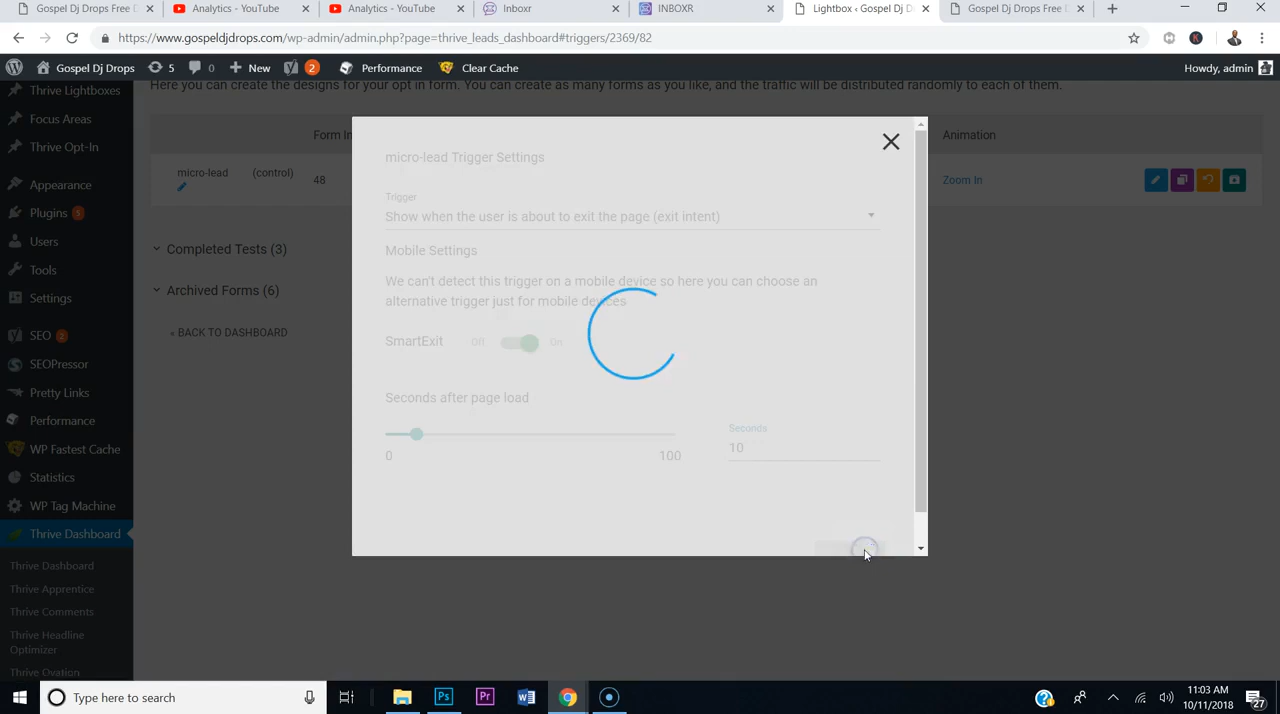 Gospel Dj Drops Free D
Analytics - YouTube
Analytics - YouTube
Inboxr
INBOXR
Lightbox ‹ Gospel Dj D
Gospel Dj Drops Free D
https://www.gospeldjdrops.com/wp-admin/admin.php?page=thrive_leads_dashboard#triggers/2369/82
Gospel Dj Drops
5
0
New
2
Performance
Clear Cache
Howdy, admin
Thrive Lightboxes
Focus Areas
Thrive Opt-In
Appearance
Plugins 5
Users
Tools
Settings
SEO 2
SEOPressor
Pretty Links
Performance
WP Fastest Cache
Statistics
WP Tag Machine
Thrive Dashboard
Thrive Dashboard
Thrive Apprentice
Thrive Comments
Thrive Headline
Optimizer
Thrive Ovation
Here you can create the designs for your opt in form. You can create as many forms as you like, and the traffic will be distributed randomly to each of them.
Form In
Animation
micro-lead (control) 48
Zoom In
Completed Tests (3)
Archived Forms (6)
< BACK TO DASHBOARD
micro-lead Trigger Settings
Trigger
Show when the user is about to exit the page (exit intent)
Mobile Settings
We can't detect this trigger on a mobile device so here you can choose an
alternative trigger just for mobile devices
SmartExit Off On
Seconds after page load
Seconds
10
0 100
Type here to search
11:03 AM
10/11/2018
27